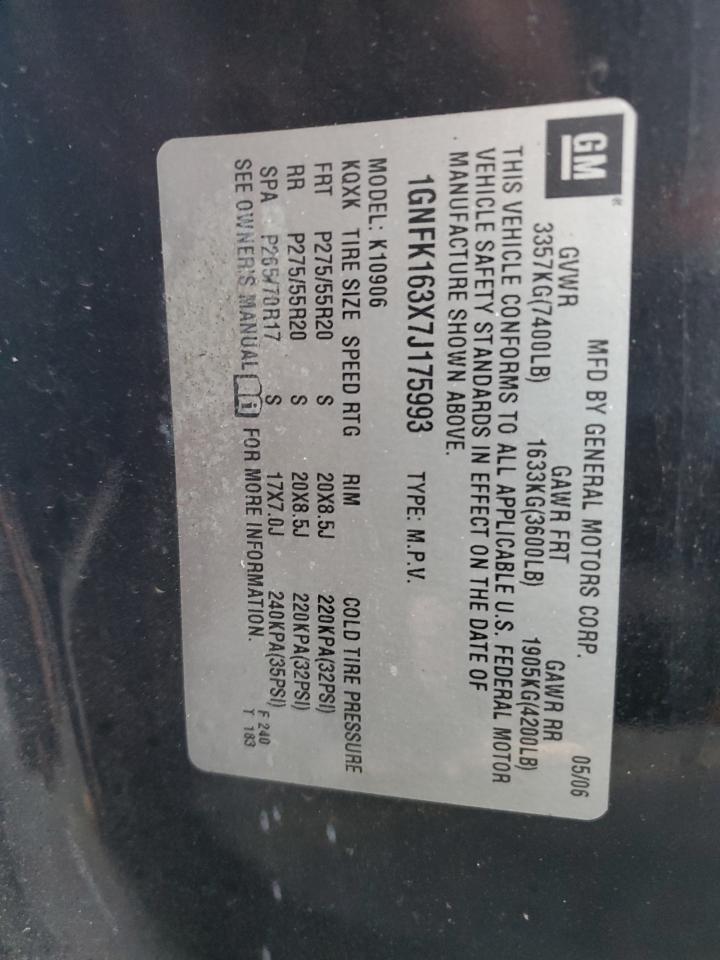 GM®
MFD BY GENERAL MOTORS CORP. 05/06
GVWR GAWR FRT GAWR RR
3357KG(7400LB) 1633KG(3600LB) 1905KG(4200LB)
THIS VEHICLE CONFORMS TO ALL APPLICABLE U.S. FEDERAL MOTOR
VEHICLE SAFETY STANDARDS IN EFFECT ON THE DATE OF
MANUFACTURE SHOWN ABOVE.
1GNFK163X7J175993 TYPE: M.P.V.
MODEL: K10906
KQXK TIRE SIZE SPEED RTG RIM COLD TIRE PRESSURE
FRT P275/55R20 S 20X8.5J 220KPA(32PSI)
RR P275/55R20 S 20X8.5J 220KPA(32PSI)
SPA P265/70R17 S 17X7.0J 240KPA(35PSI)
SEE OWNER'S MANUAL i FOR MORE INFORMATION.
F 240
Y 183